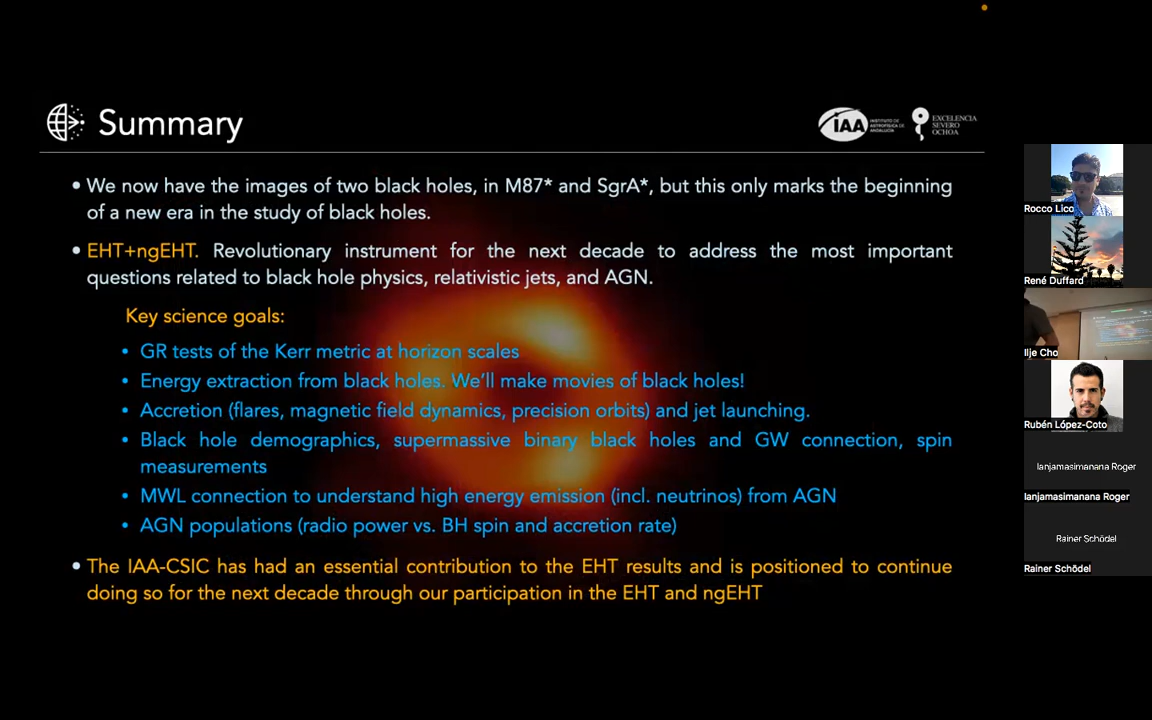 Summary
IAA
INSTITUTO DE
ASTROFÍSICA DE
ANDALUCÍA
EXCELENCIA
SEVERO
OCHOA
• We now have the images of two black holes, in M87* and SgrA*, but this only marks the beginning
of a new era in the study of black holes.
• EHT+ngEHT. Revolutionary instrument for the next decade to address the most important
questions related to black hole physics, relativistic jets, and AGN.
Key science goals:
• GR tests of the Kerr metric at horizon scales
• Energy extraction from black holes. We'll make movies of black holes!
• Accretion (flares, magnetic field dynamics, precision orbits) and jet launching.
• Black hole demographics, supermassive binary black holes and GW connection, spin
measurements
• MWL connection to understand high energy emission (incl. neutrinos) from AGN
• AGN populations (radio power vs. BH spin and accretion rate)
• The IAA-CSIC has had an essential contribution to the EHT results and is positioned to continue
doing so for the next decade through our participation in the EHT and ngEHT
Rocco Lico
René Duffard
Ilje Cho
Rubén López-Coto
Ianjamasimanana Roger
Ianjamasimanana Roger
Rainer Schödel
Rainer Schödel